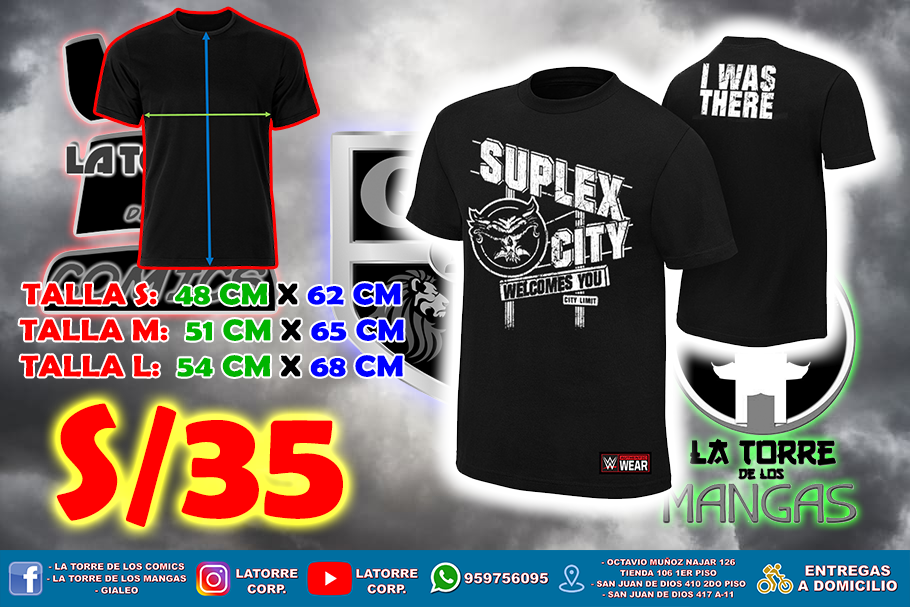 LA TO
COMICS
TALLA S: 48 CM X 62 CM
TALLA M: 51 CM X 65 CM
TALLA L: 54 CM X 68 CM
S/35
SUPLEX
CITY
WELCOMES YOU
CITY LIMIT
W WEAR
I WAS
THERE
LA TORRE
DE LOS
MANGAS
- LA TORRE DE LOS COMICS
- LA TORRE DE LOS MANGAS
- GIALEO
LATORRE
CORP.
LATORRE
CORP.
959756095
- OCTAVIO MUÑOZ NAJAR 126
TIENDA 106 1ER PISO
- SAN JUAN DE DIOS 410 2DO PISO
- SAN JUAN DE DIOS 417 A-11
ENTREGAS
A DOMICILIO